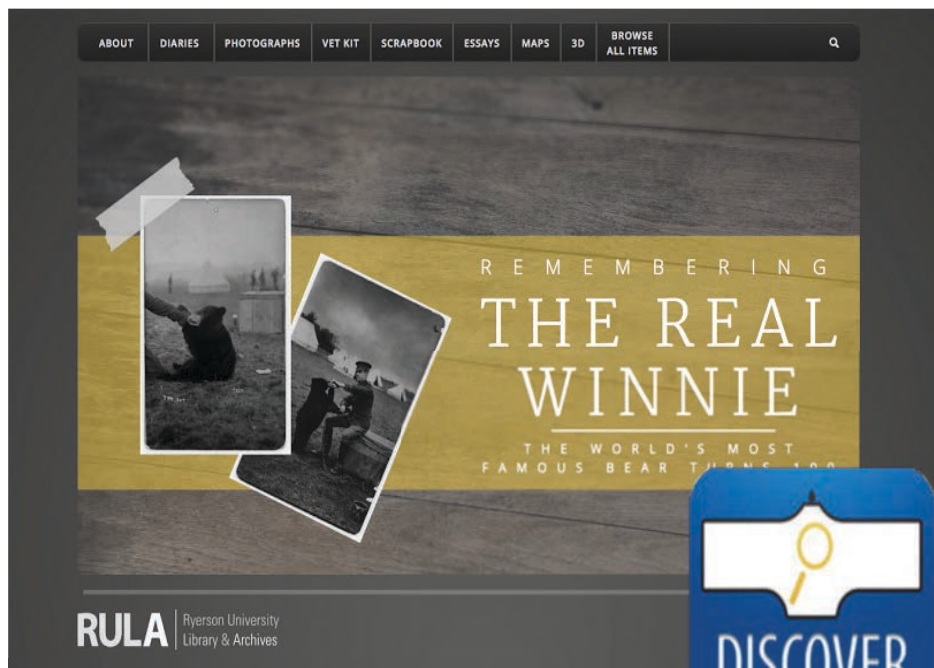 ABOUT DIARIES PHOTOGRAPHS VET KIT SCRAPBOOK ESSAYS MAPS 3D BROWSE
ALL ITEMS
REMEMBERING
THE REAL
WINNIE
THE WORLD'S MOST
FAMOUS BEAR TURNS 100
RULA Ryerson University
Library & Archives
DISCOVER